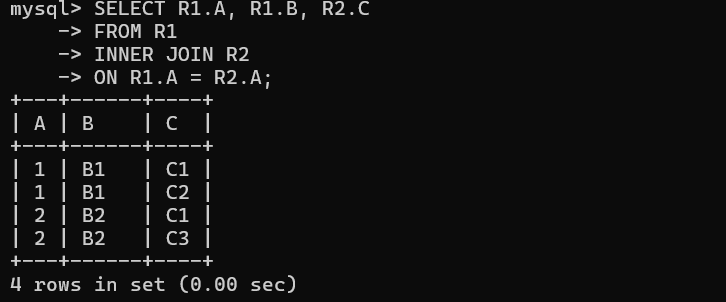 mysql> SELECT R1.A, R1.B, R2.C
    -> FROM R1
    -> INNER JOIN R2
    -> ON R1.A = R2.A;
+---+------+----+
| A | B    | C  |
+---+------+----+
| 1 | B1   | C1 |
| 1 | B1   | C2 |
| 2 | B2   | C1 |
| 2 | B2   | C3 |
+---+------+----+
4 rows in set (0.00 sec)